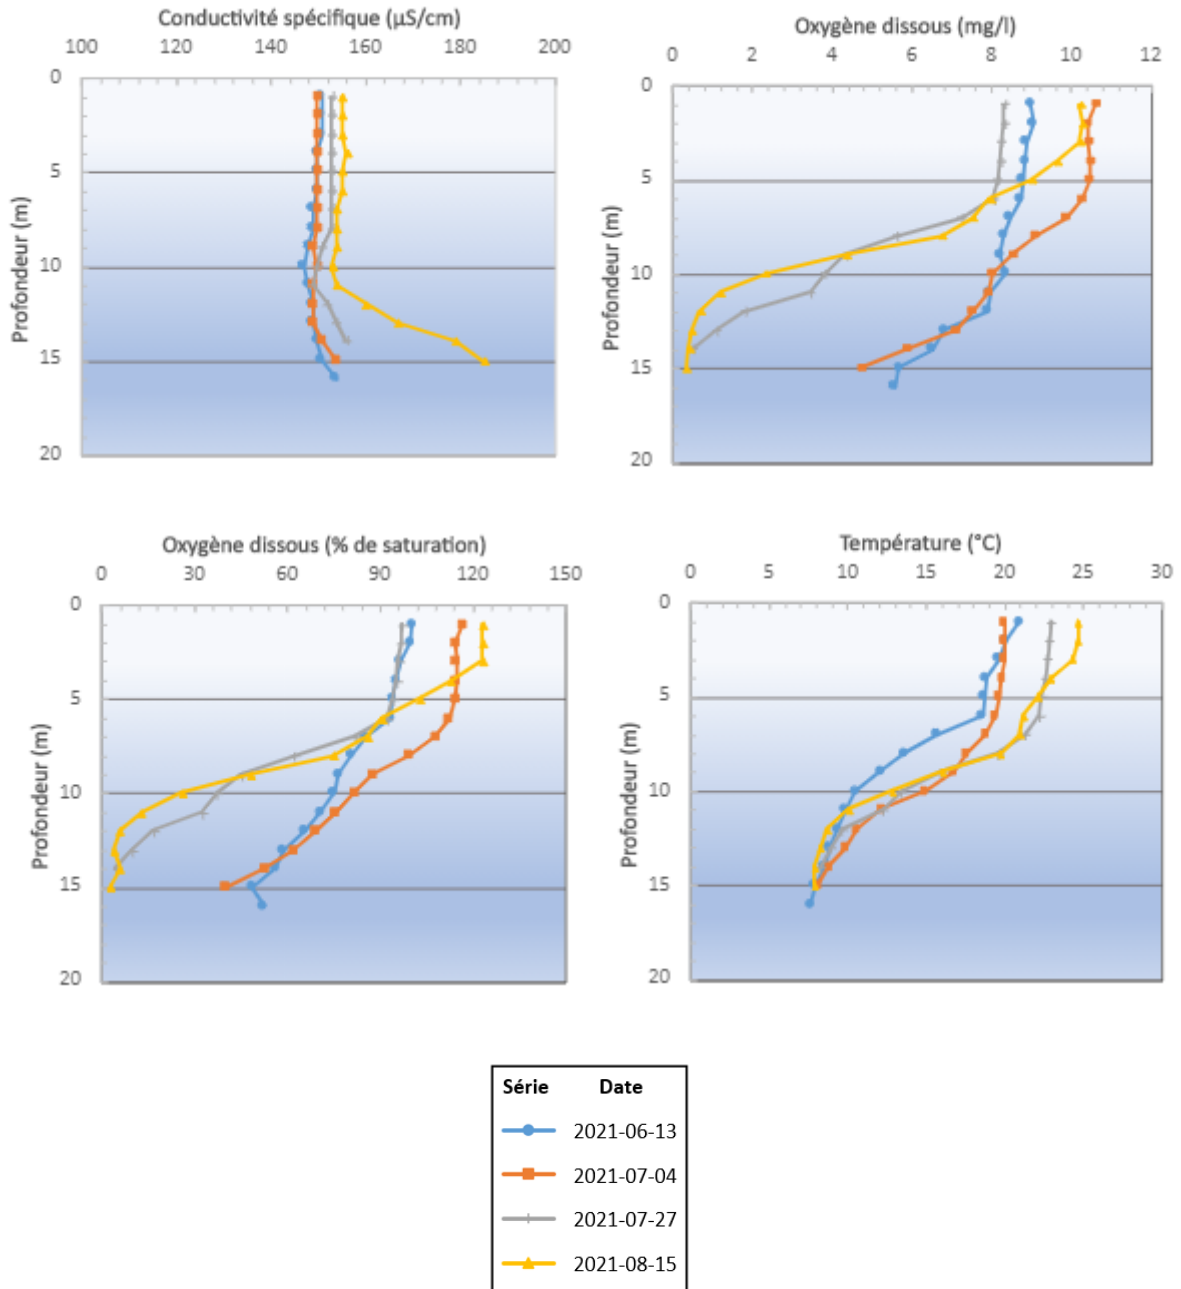 Conductivité spécifique (µS/cm)
100 120 140 160 180 200
0
5
10
15
20
Profondeur (m)
Oxygène dissous (mg/l)
0 2 4 6 8 10 12
0
5
10
15
20
Profondeur (m)
Oxygène dissous (% de saturation)
0 30 60 90 120 150
0
5
10
15
20
Profondeur (m)
Température (°C)
0 5 10 15 20 25 30
0
5
10
15
20
Profondeur (m)
Série Date
2021-06-13
2021-07-04
2021-07-27
2021-08-15